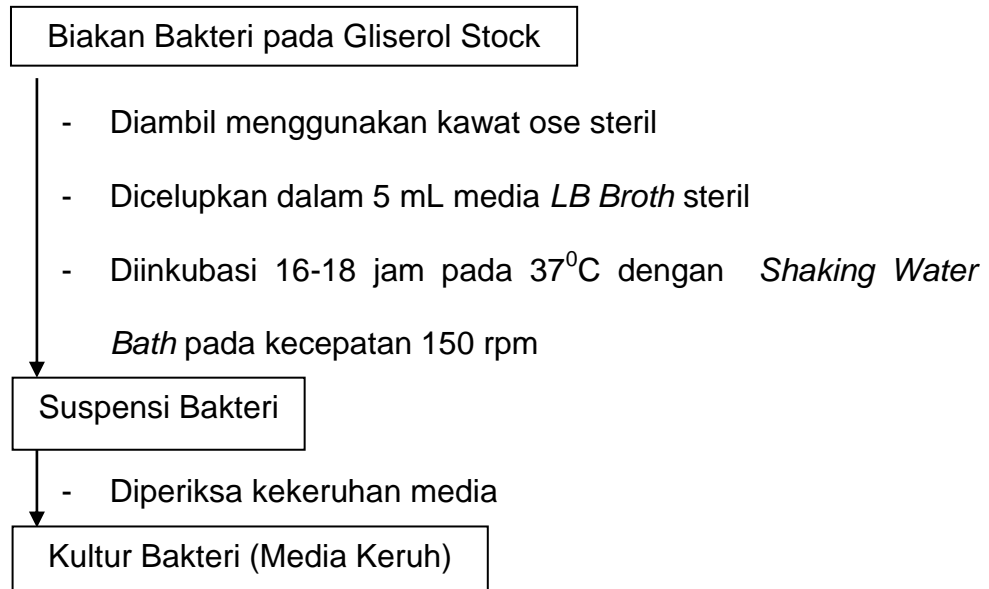 Biakan Bakteri pada Gliserol Stock
- Diambil menggunakan kawat ose steril
- Dicelupkan dalam 5 mL media LB Broth steril
- Diinkubasi 16-18 jam pada 37⁰C dengan Shaking Water
Bath pada kecepatan 150 rpm
Suspensi Bakteri
- Diperiksa kekeruhan media
Kultur Bakteri (Media Keruh)